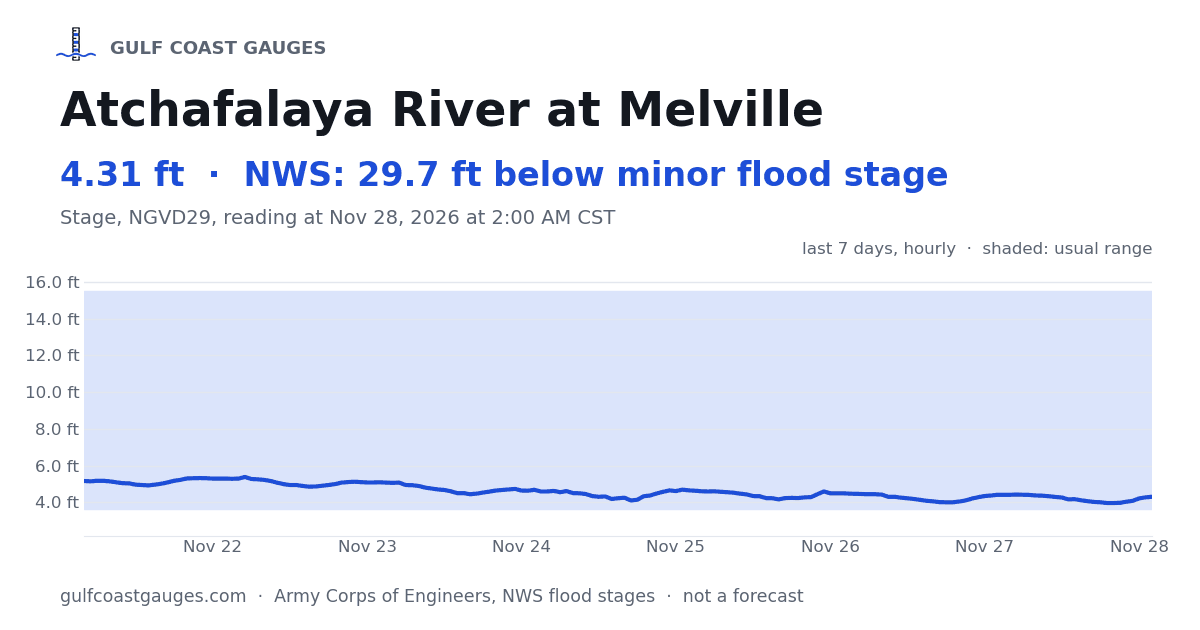 GULF COAST GAUGES
Atchafalaya River at Melville
4.31 ft · NWS: 29.7 ft below minor flood stage
Stage, NGVD29, reading at Nov 28, 2026 at 2:00 AM CST
last 7 days, hourly · shaded: usual range
16.0 ft
14.0 ft
12.0 ft
10.0 ft
8.0 ft
6.0 ft
4.0 ft
Nov 22 Nov 23 Nov 24 Nov 25 Nov 26 Nov 27 Nov 28
gulfcoastgauges.com · Army Corps of Engineers, NWS flood stages · not a forecast